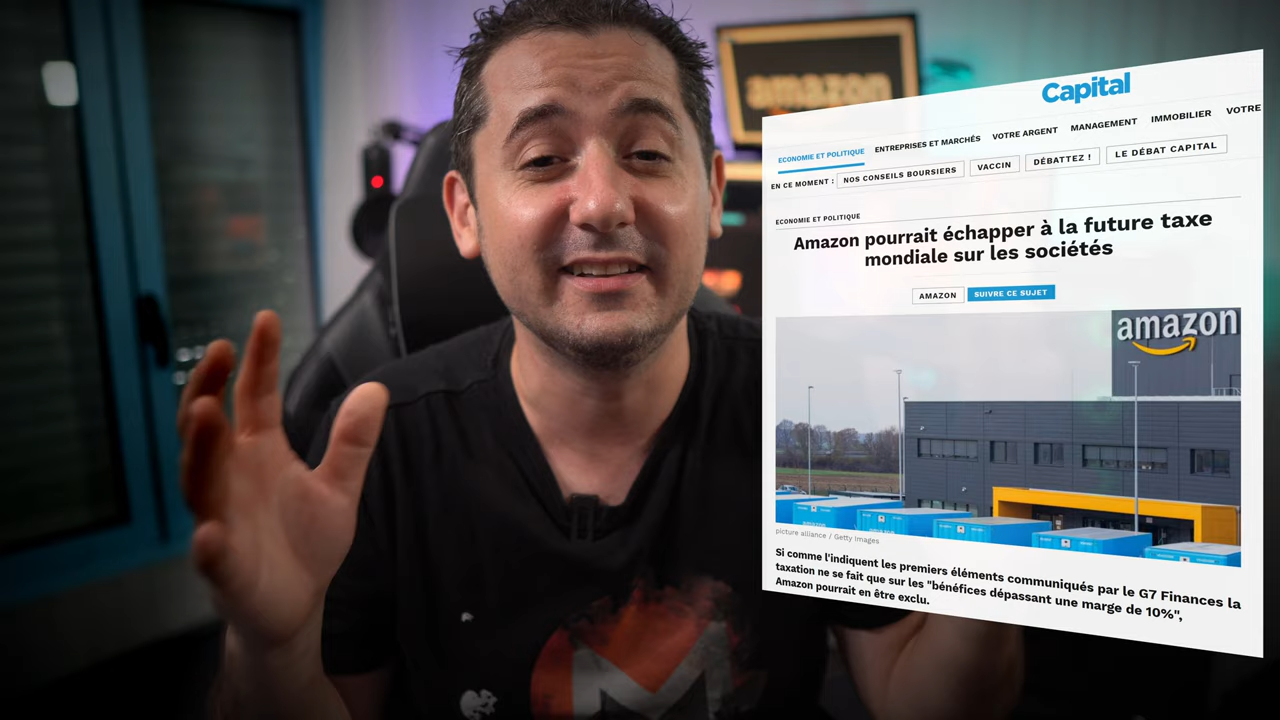 amazon
Capital
ECONOMIE ET POLITIQUE ENTREPRISES ET MARCHÉS VOTRE ARGENT MANAGEMENT IMMOBILIER VOTRE
EN CE MOMENT : NOS CONSEILS BOURSIERS VACCIN DÉBATTEZ ! LE DÉBAT CAPITAL
ECONOMIE ET POLITIQUE
Amazon pourrait échapper à la future taxe
mondiale sur les sociétés
AMAZON SUIVRE CE SUJET
amazon
picture alliance / Getty Images
Si comme l'indiquent les premiers éléments communiqués par le G7 Finances la
taxation ne se fait que sur les "bénéfices dépassant une marge de 10%",
Amazon pourrait en être exclu.
M